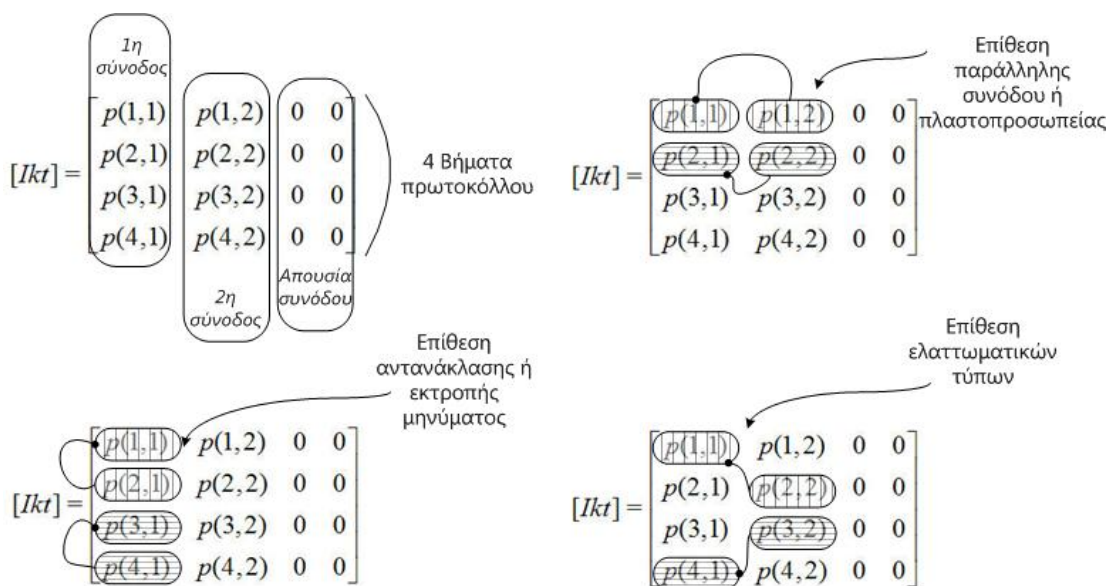 1η
σύνοδος
p(1,1) p(1,2) 0 0
p(2,1) p(2,2) 0 0
[Ikt] =
p(3,1) p(3,2) 0 0
p(4,1) p(4,2) 0 0
4 Βήματα
πρωτοκόλλου
2η
σύνοδος
Απουσία
συνόδου
Επίθεση
παράλληλης
συνόδου ή
πλαστοπροσωπείας
p(1,1) p(1,2) 0 0
p(2,1) p(2,2) 0 0
[Ikt] =
p(3,1) p(3,2) 0 0
p(4,1) p(4,2) 0 0
Επίθεση
αντανάκλασης ή
εκτροπής
μηνύματος
p(1,1) p(1,2) 0 0
p(2,1) p(2,2) 0 0
[Ikt] =
p(3,1) p(3,2) 0 0
p(4,1) p(4,2) 0 0
Επίθεση
ελαττωματικών
τύπων
p(1,1) p(1,2) 0 0
p(2,1) p(2,2) 0 0
[Ikt] =
p(3,1) p(3,2) 0 0
p(4,1) p(4,2) 0 0